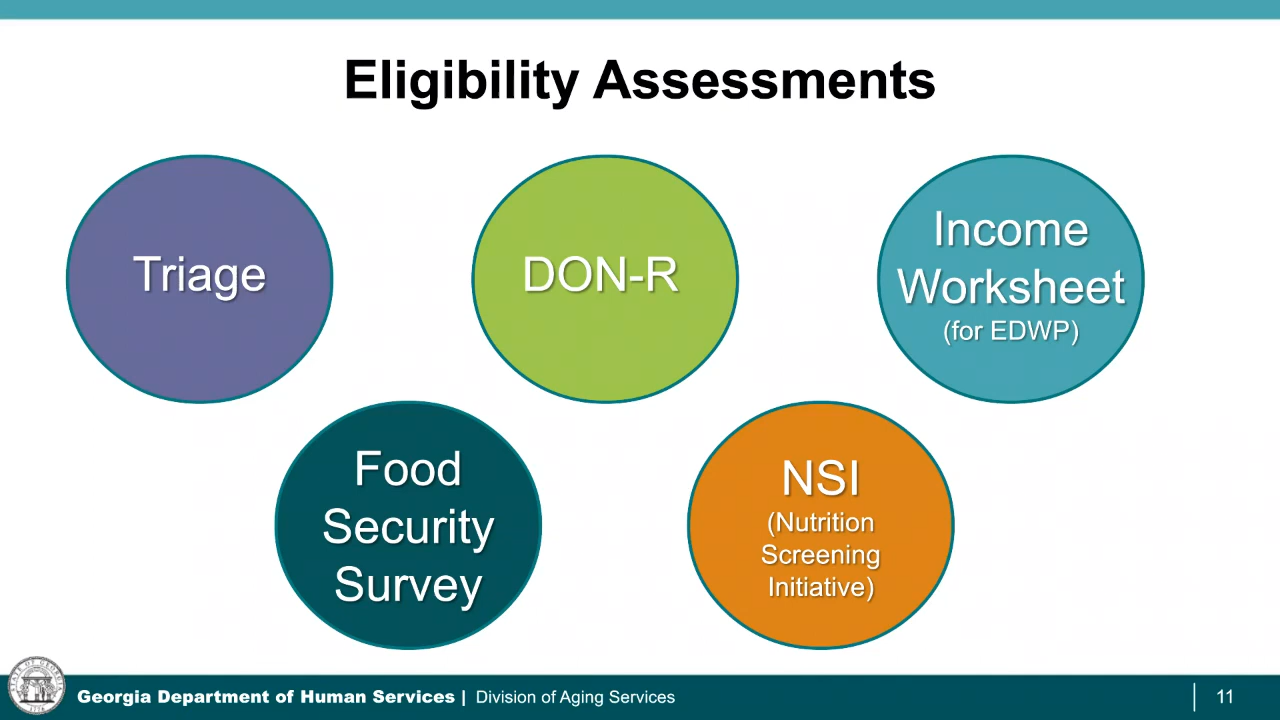 Eligibility Assessments
Triage
DON-R
Income
Worksheet
(for EDWP)
Food
Security
Survey
NSI
(Nutrition
Screening
Initiative)
Georgia Department of Human Services | Division of Aging Services
11